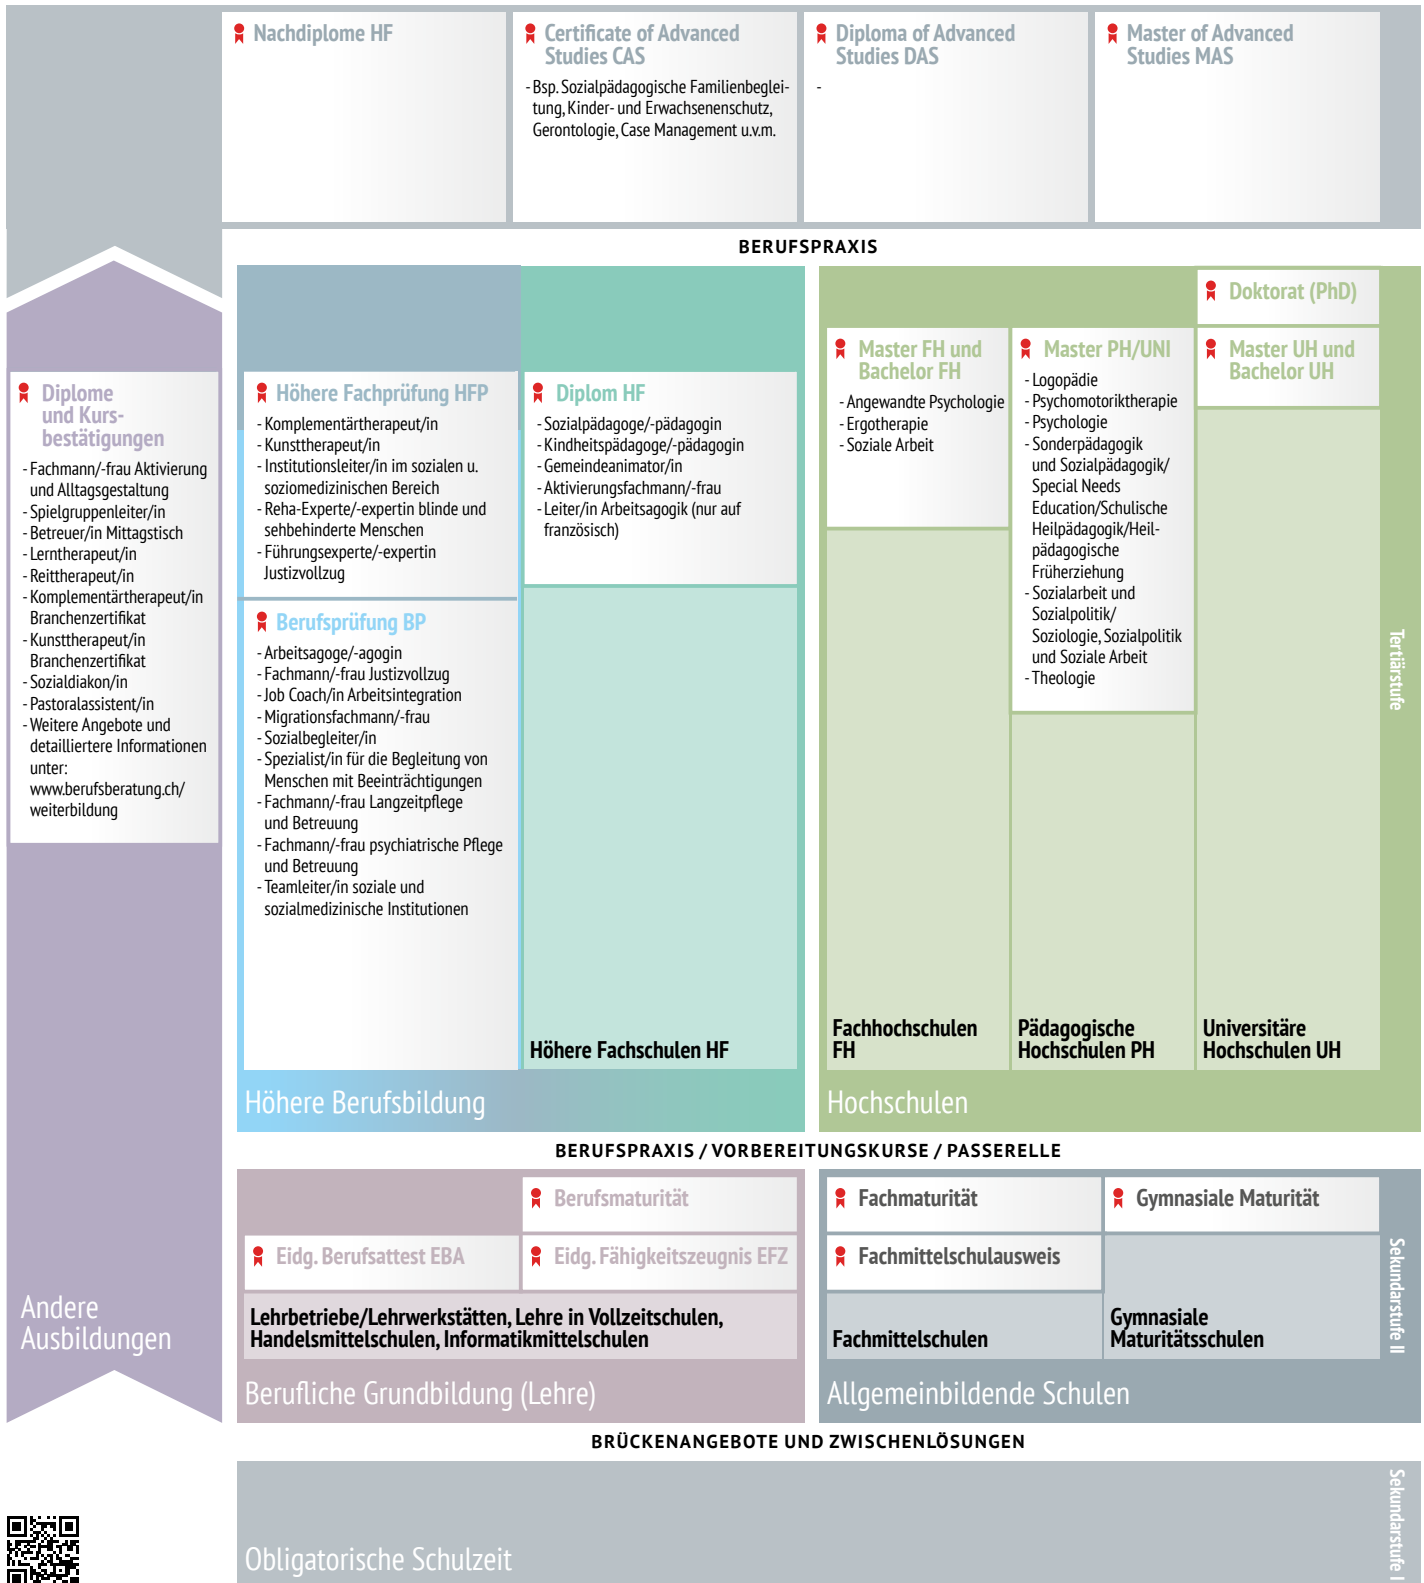 Nachdiplome HF
Certificate of Advanced
Studies CAS
- Bsp. Sozialpädagogische Familienbeglei-
tung, Kinder- und Erwachsenenschutz,
Gerontologie, Case Management u.v.m.
Diploma of Advanced
Studies DAS
-
Master of Advanced
Studies MAS
BERUFSPRAXIS
Diplome
und Kurs-
bestätigungen
- Fachmann/-frau Aktivierung
und Alltagsgestaltung
- Spielgruppenleiter/in
- Betreuer/in Mittagstisch
- Lerntherapeut/in
- Reittherapeut/in
- Komplementärtherapeut/in
Branchenzertifikat
- Kunsttherapeut/in
Branchenzertifikat
- Sozialdiakon/in
- Pastoralassistent/in
- Weitere Angebote und
detailliertere Informationen
unter:
www.berufsberatung.ch/
weiterbildung
Andere
Ausbildungen
Höhere Fachprüfung HFP
- Komplementärtherapeut/in
- Kunsttherapeut/in
- Institutionsleiter/in im sozialen u.
soziomedizinischen Bereich
- Reha-Experte/-expertin blinde und
sehbehinderte Menschen
- Führungsexperte/-expertin
Justizvollzug
Berufsprüfung BP
- Arbeitsagoge/-agogin
- Fachmann/-frau Justizvollzug
- Job Coach/in Arbeitsintegration
- Migrationsfachmann/-frau
- Sozialbegleiter/in
- Spezialist/in für die Begleitung von
Menschen mit Beeinträchtigungen
- Fachmann/-frau Langzeitpflege
und Betreuung
- Fachmann/-frau psychiatrische Pflege
und Betreuung
- Teamleiter/in soziale und
sozialmedizinische Institutionen
Diplom HF
- Sozialpädagoge/-pädagogin
- Kindheitspädagoge/-pädagogin
- Gemeindeanimator/in
- Aktivierungsfachmann/-frau
- Leiter/in Arbeitsagogik (nur auf
französisch)
Höhere Fachschulen HF
Höhere Berufsbildung
Master FH und
Bachelor FH
- Angewandte Psychologie
- Ergotherapie
- Soziale Arbeit
Fachhochschulen
FH
Master PH/UNI
- Logopädie
- Psychomotoriktherapie
- Psychologie
- Sonderpädagogik
und Sozialpädagogik/
Special Needs
Education/Schulische
Heilpädagogik/Heil-
pädagogische
Früherziehung
- Sozialarbeit und
Sozialpolitik/
Soziologie, Sozialpolitik
und Soziale Arbeit
- Theologie
Pädagogische
Hochschulen PH
Doktorat (PhD)
Master UH und
Bachelor UH
Universitäre
Hochschulen UH
Hochschulen
Tertiärstufe
BERUFSPRAXIS / VORBEREITUNGSKURSE / PASSERELLE
Berufsmaturität
Eidg. Berufsattest EBA
Eidg. Fähigkeitszeugnis EFZ
Lehrbetriebe/Lehrwerkstätten, Lehre in Vollzeitschulen,
Handelsmittelschulen, Informatikmittelschulen
Berufliche Grundbildung (Lehre)
Fachmaturität
Gymnasiale Maturität
Fachmittelschulausweis
Fachmittelschulen
Gymnasiale
Maturitätsschulen
Allgemeinbildende Schulen
Sekundarstufe II
BRÜCKENANGEBOTE UND ZWISCHENLÖSUNGEN
Obligatorische Schulzeit
Sekundarstufe I